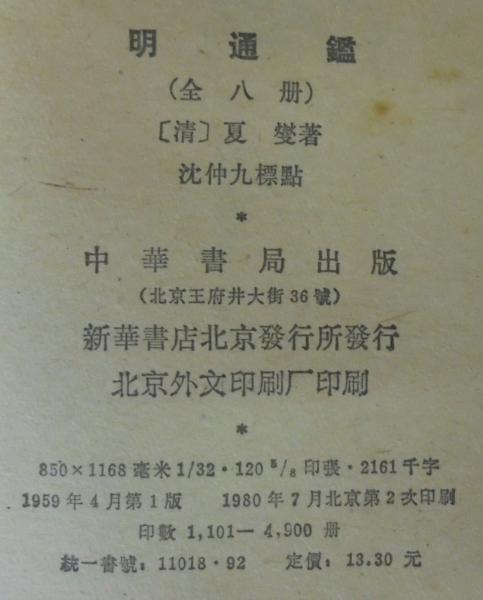 明通鑑
(全八册)
〔清〕夏燮著
沈仲九標點
*
中華書局出版
(北京王府井大街36號)
新華書店北京發行所發行
北京外文印刷厂印刷
*
850×1168毫米1/32·120 5/8印張·2161千字
1959年4月第1版 1980年7月北京第2次印刷
印數1,101—4,900册
統一書號：11018·92 定價：13.30元